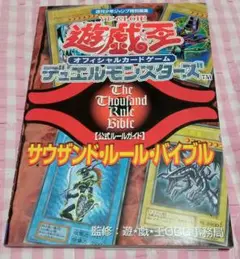 週刊少年ジャンプ特別編集
YU-GI-OH!
遊戯王
オフィシャルカードゲーム
デュエルモンスターズ
The
Thousand
Rule
Bible
【公式ルールガイド】
サウザンド・ルール・バイブル
監修:遊・戯・王OCG事務局